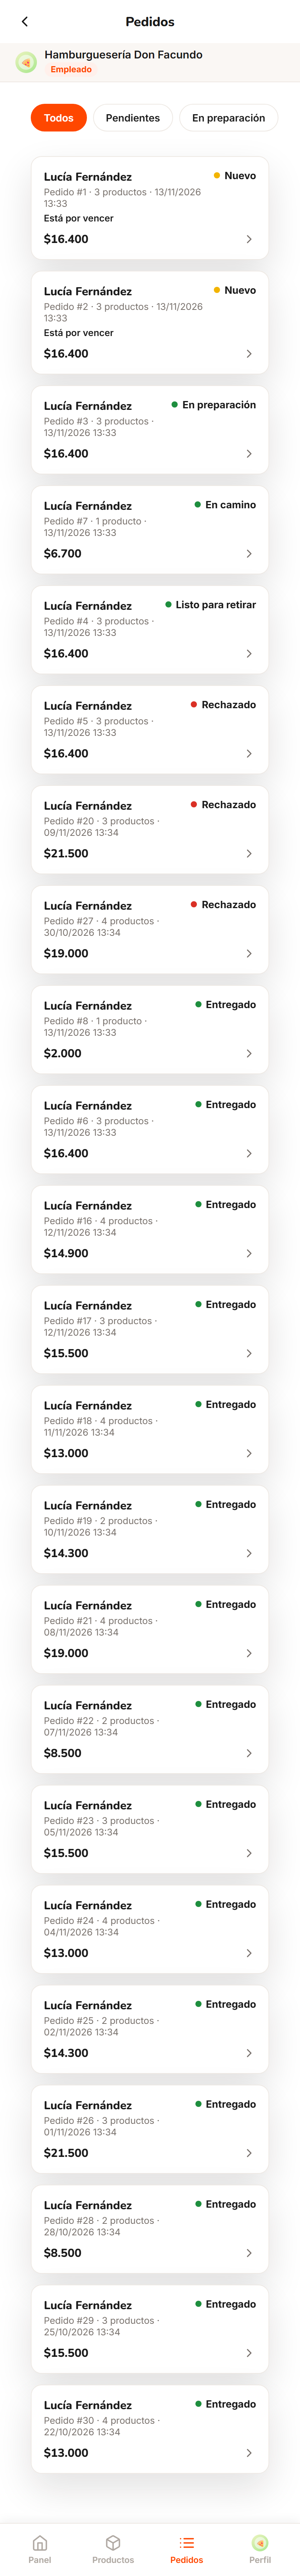 Pedidos
Hamburguesería Don Facundo
Empleado
Todos
Pendientes
En preparación
Lucía Fernández
Nuevo
Pedido #1 · 3 productos · 13/11/2026
13:33
Está por vencer
$16.400
Lucía Fernández
Nuevo
Pedido #2 · 3 productos · 13/11/2026
13:33
Está por vencer
$16.400
Lucía Fernández
En preparación
Pedido #3 · 3 productos ·
13/11/2026 13:33
$16.400
Lucía Fernández
En camino
Pedido #7 · 1 producto ·
13/11/2026 13:33
$6.700
Lucía Fernández
Listo para retirar
Pedido #4 · 3 productos ·
13/11/2026 13:33
$16.400
Lucía Fernández
Rechazado
Pedido #5 · 3 productos ·
13/11/2026 13:33
$16.400
Lucía Fernández
Rechazado
Pedido #20 · 3 productos ·
09/11/2026 13:34
$21.500
Lucía Fernández
Rechazado
Pedido #27 · 4 productos ·
30/10/2026 13:34
$19.000
Lucía Fernández
Entregado
Pedido #8 · 1 producto ·
13/11/2026 13:33
$2.000
Lucía Fernández
Entregado
Pedido #6 · 3 productos ·
13/11/2026 13:33
$16.400
Lucía Fernández
Entregado
Pedido #16 · 4 productos ·
12/11/2026 13:34
$14.900
Lucía Fernández
Entregado
Pedido #17 · 3 productos ·
12/11/2026 13:34
$15.500
Lucía Fernández
Entregado
Pedido #18 · 4 productos ·
11/11/2026 13:34
$13.000
Lucía Fernández
Entregado
Pedido #19 · 2 productos ·
10/11/2026 13:34
$14.300
Lucía Fernández
Entregado
Pedido #21 · 4 productos ·
08/11/2026 13:34
$19.000
Lucía Fernández
Entregado
Pedido #22 · 2 productos ·
07/11/2026 13:34
$8.500
Lucía Fernández
Entregado
Pedido #23 · 3 productos ·
05/11/2026 13:34
$15.500
Lucía Fernández
Entregado
Pedido #24 · 4 productos ·
04/11/2026 13:34
$13.000
Lucía Fernández
Entregado
Pedido #25 · 2 productos ·
02/11/2026 13:34
$14.300
Lucía Fernández
Entregado
Pedido #26 · 3 productos ·
01/11/2026 13:34
$21.500
Lucía Fernández
Entregado
Pedido #28 · 2 productos ·
28/10/2026 13:34
$8.500
Lucía Fernández
Entregado
Pedido #29 · 3 productos ·
25/10/2026 13:34
$15.500
Lucía Fernández
Entregado
Pedido #30 · 4 productos ·
22/10/2026 13:34
$13.000
Panel
Productos
Pedidos
Perfil